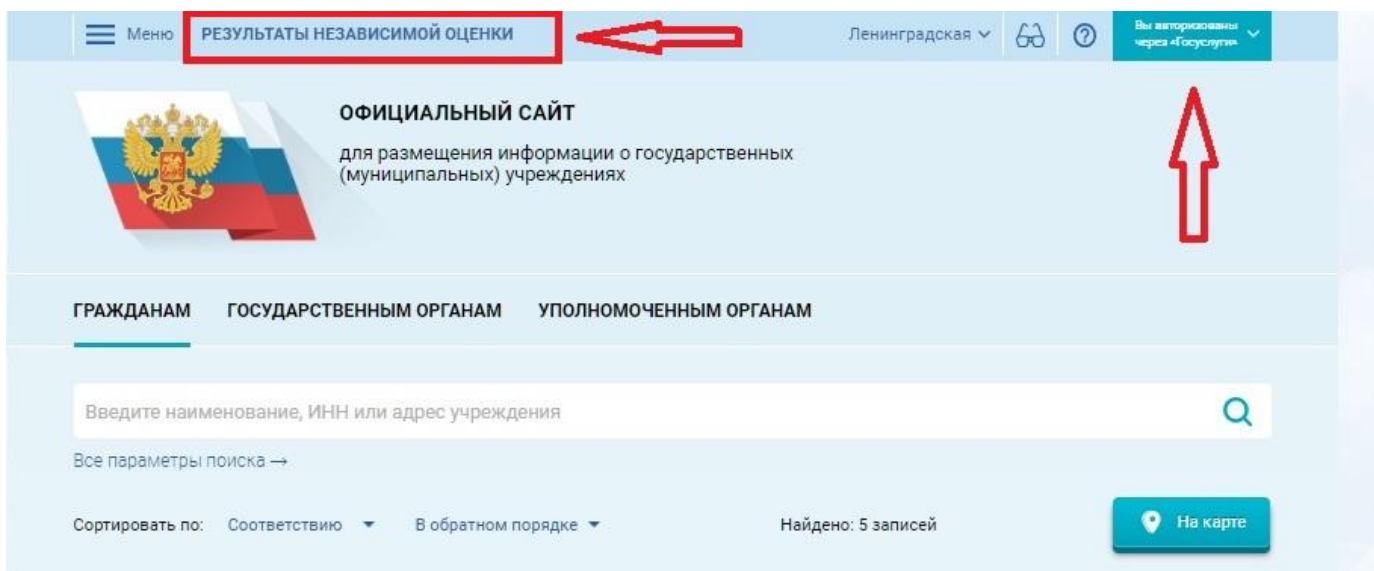 Меню РЕЗУЛЬТАТЫ НЕЗАВИСИМОЙ ОЦЕНКИ Ленинградская
Вы авторизованы
через «Госуслуги»
ОФИЦИАЛЬНЫЙ САЙТ
для размещения информации о государственных
(муниципальных) учреждениях
ГРАЖДАНАМ ГОСУДАРСТВЕННЫМ ОРГАНАМ УПОЛНОМОЧЕННЫМ ОРГАНАМ
Введите наименование, ИНН или адрес учреждения
Все параметры поиска →
Сортировать по: Соответствию В обратном порядке Найдено: 5 записей На карте